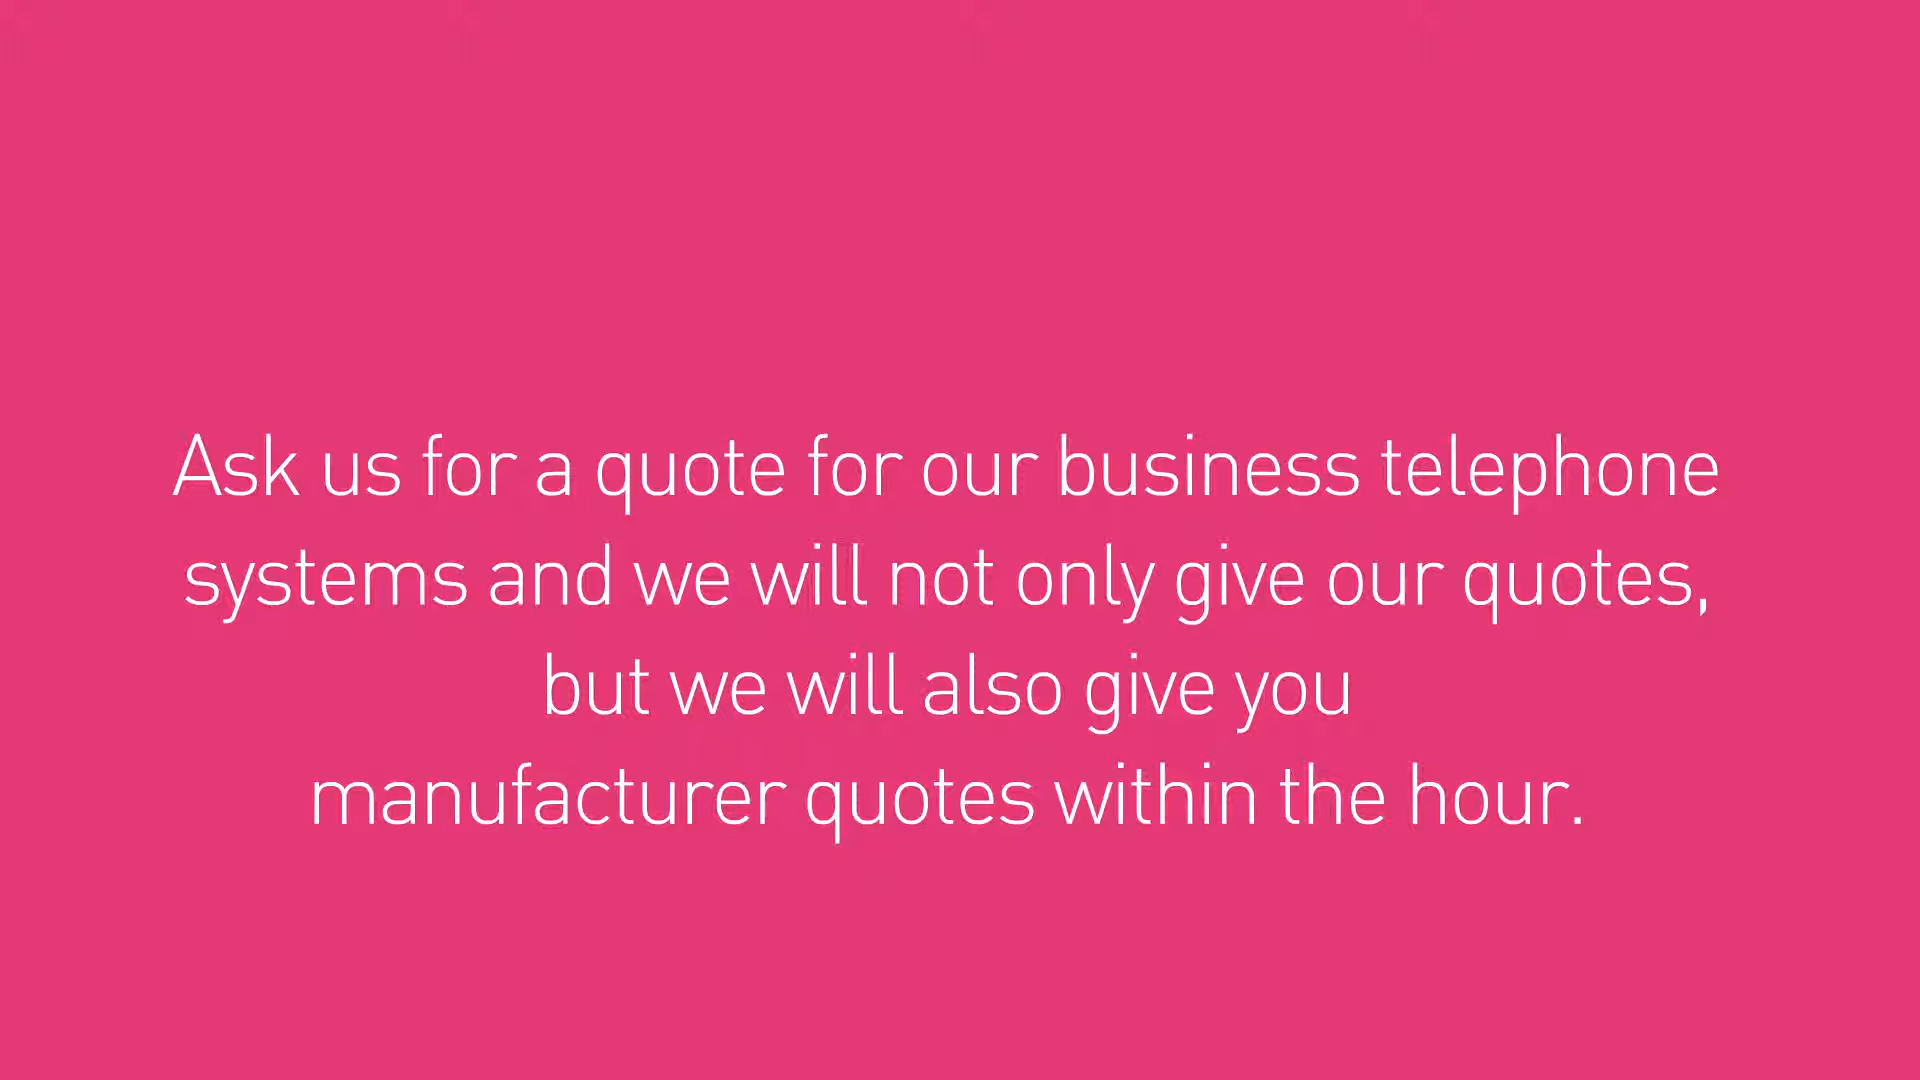 Ask us for a quote for our business telephone
systems and we will not only give our quotes,
but we will also give you
manufacturer quotes within the hour.